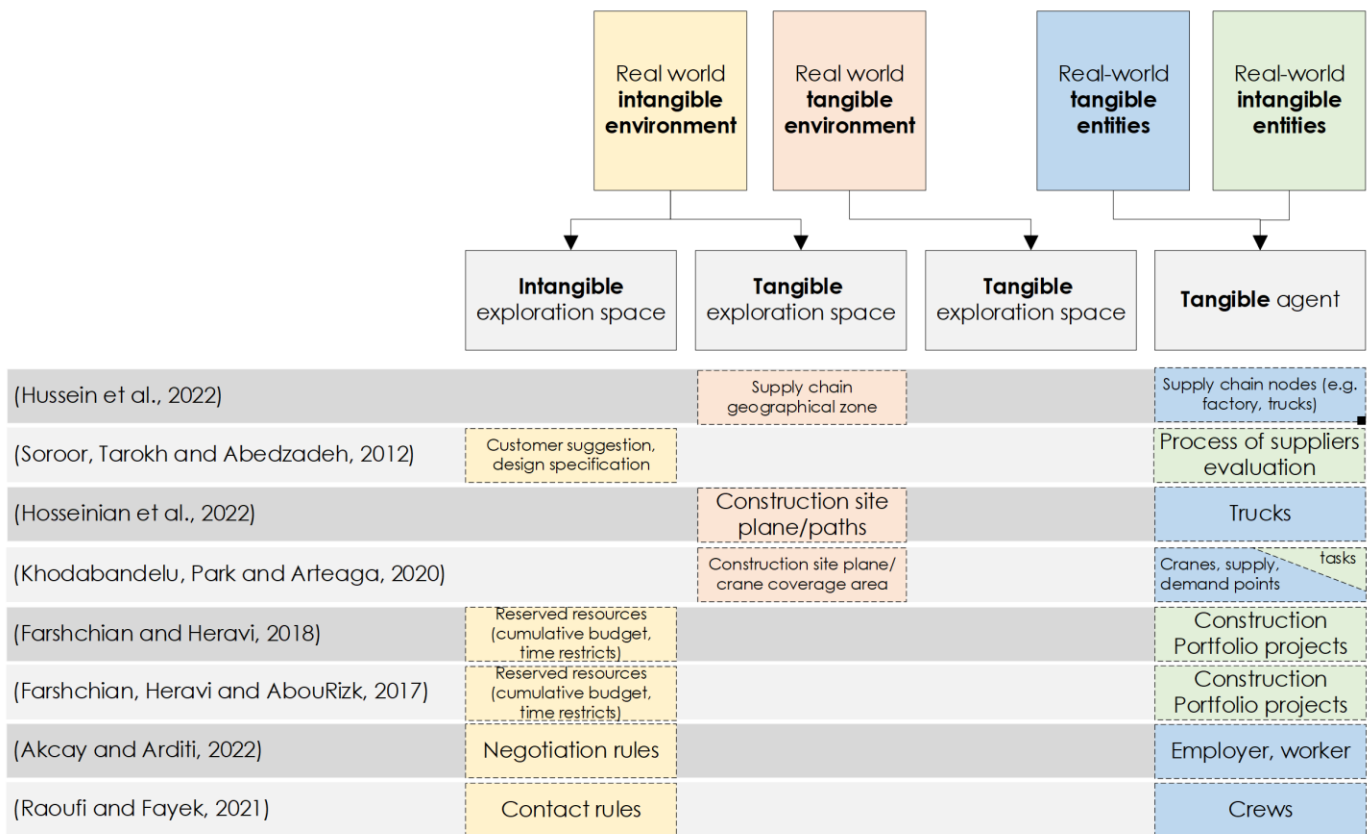 Real world
intangible
environment
Real world
tangible
environment
Real-world
tangible
entities
Real-world
intangible
entities
Intangible
exploration space
Tangible
exploration space
Tangible
exploration space
Tangible agent
(Hussein et al., 2022)
Supply chain
geographical zone
Supply chain nodes (e.g.
factory, trucks)
(Soroor, Tarokh and Abedzadeh, 2012)
Customer suggestion,
design specification
Process of suppliers
evaluation
(Hosseinian et al., 2022)
Construction site
plane/paths
Trucks
(Khodabandelu, Park and Arteaga, 2020)
Construction site plane/
crane coverage area
Cranes, supply,
demand points
tasks
(Farshchian and Heravi, 2018)
Reserved resources
(cumulative budget,
time restricts)
Construction
Portfolio projects
(Farshchian, Heravi and AbouRizk, 2017)
Reserved resources
(cumulative budget,
time restricts)
Construction
Portfolio projects
(Akcay and Arditi, 2022)
Negotiation rules
Employer, worker
(Raoufi and Fayek, 2021)
Contact rules
Crews